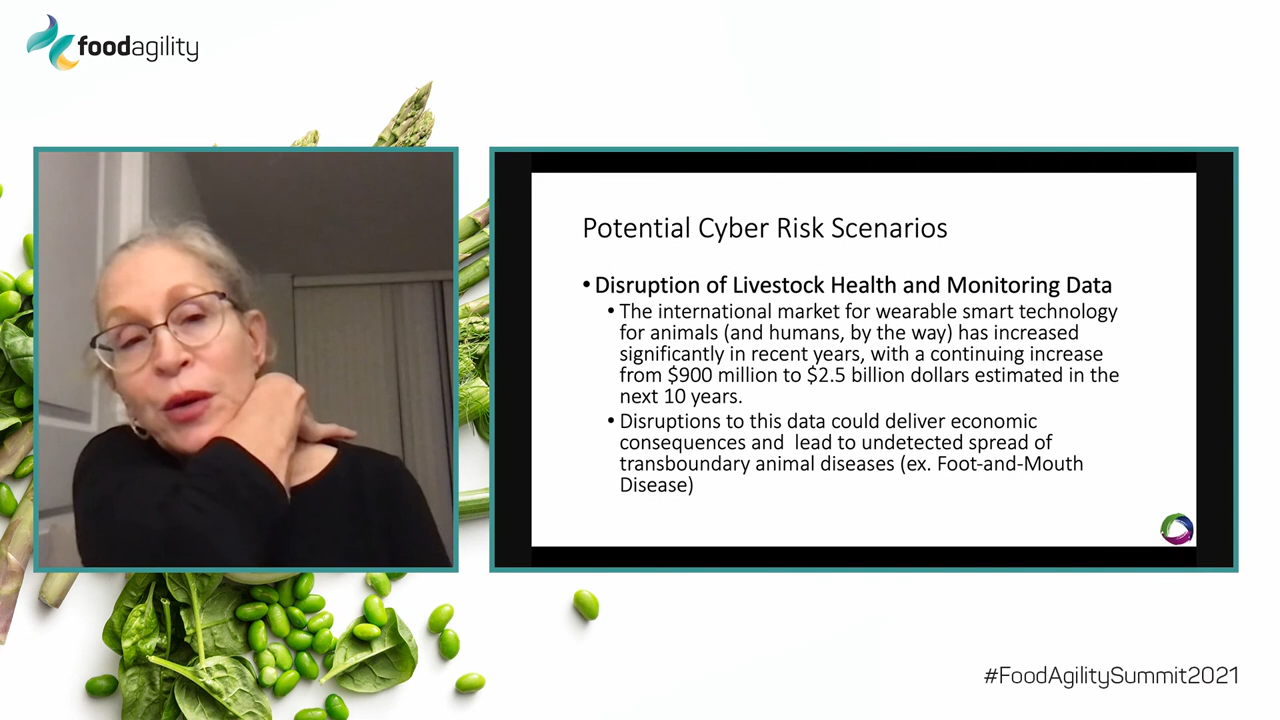 foodagility
Potential Cyber Risk Scenarios
• Disruption of Livestock Health and Monitoring Data
• The international market for wearable smart technology
for animals (and humans, by the way) has increased
significantly in recent years, with a continuing increase
from $900 million to $2.5 billion dollars estimated in the
next 10 years.
• Disruptions to this data could deliver economic
consequences and  lead to undetected spread of
transboundary animal diseases (ex. Foot-and-Mouth
Disease)
#FoodAgilitySummit2021